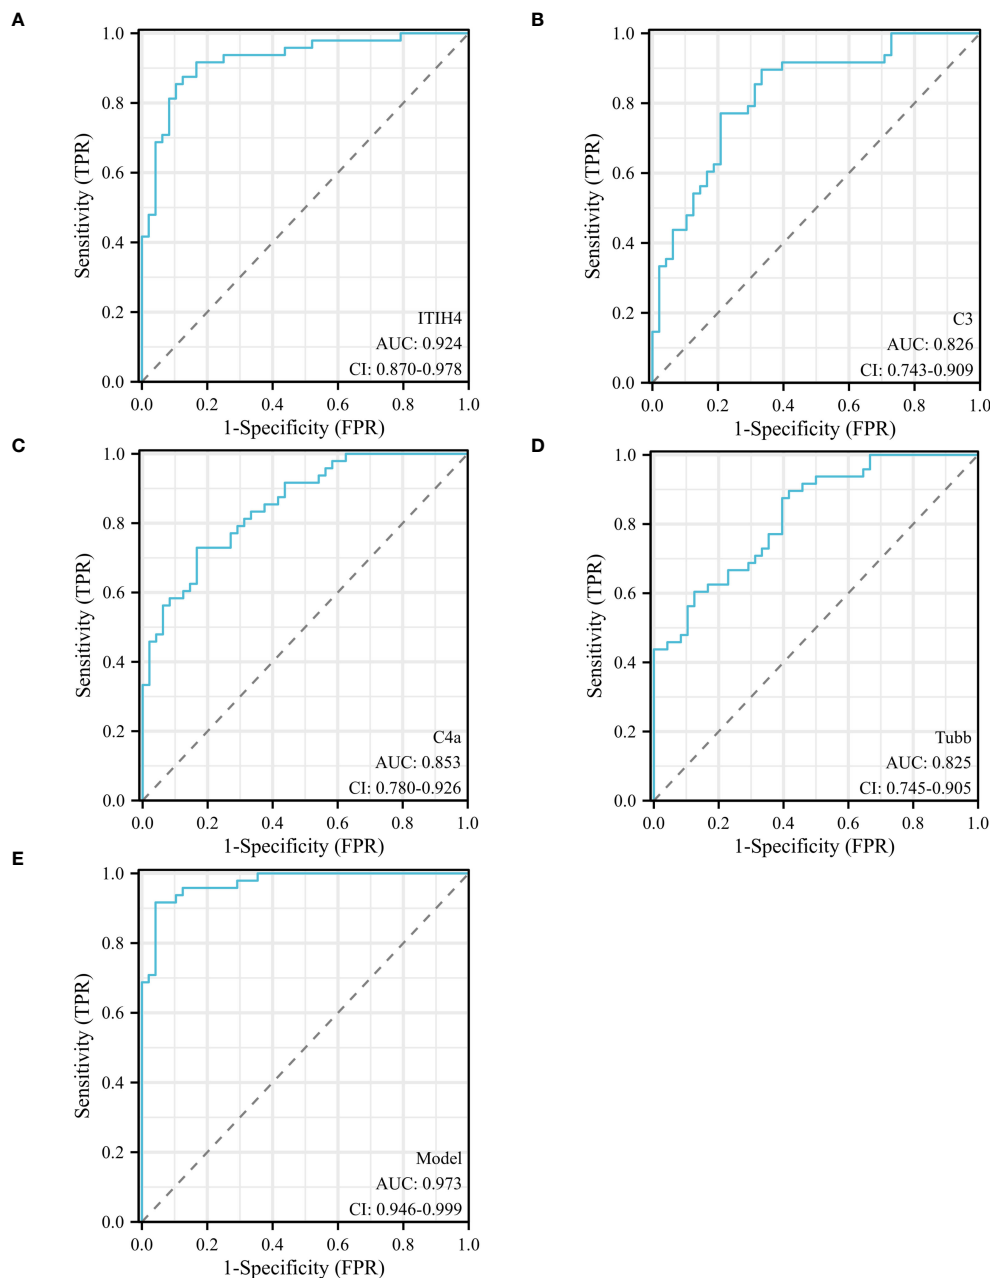 A
1.0
0.8
0.6
0.4
0.2
0.0
Sensitivity (TPR)
ITIH4
AUC: 0.924
CI: 0.870-0.978
0.0 0.2 0.4 0.6 0.8 1.0
1-Specificity (FPR)
B
1.0
0.8
0.6
0.4
0.2
0.0
Sensitivity (TPR)
C3
AUC: 0.826
CI: 0.743-0.909
0.0 0.2 0.4 0.6 0.8 1.0
1-Specificity (FPR)
C
1.0
0.8
0.6
0.4
0.2
0.0
Sensitivity (TPR)
C4a
AUC: 0.853
CI: 0.780-0.926
0.0 0.2 0.4 0.6 0.8 1.0
1-Specificity (FPR)
D
1.0
0.8
0.6
0.4
0.2
0.0
Sensitivity (TPR)
Tubb
AUC: 0.825
CI: 0.745-0.905
0.0 0.2 0.4 0.6 0.8 1.0
1-Specificity (FPR)
E
1.0
0.8
0.6
0.4
0.2
0.0
Sensitivity (TPR)
Model
AUC: 0.973
CI: 0.946-0.999
0.0 0.2 0.4 0.6 0.8 1.0
1-Specificity (FPR)